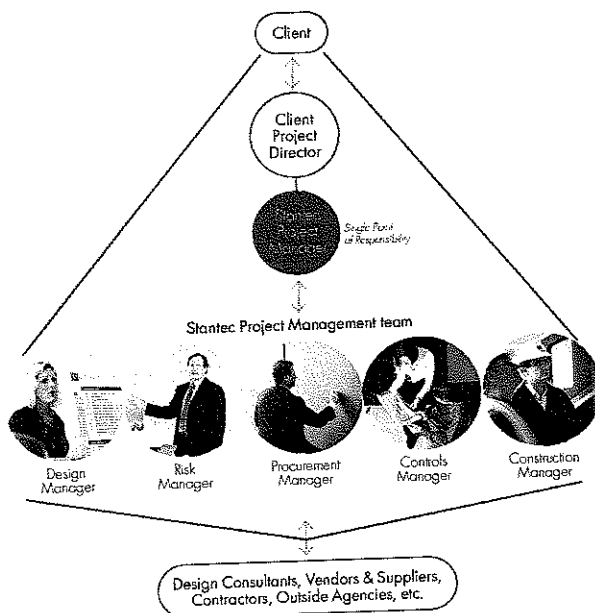 Client
Client
Project
Director
Stantec
Project
Manager
Single Point
of Responsibility
Stantec Project Management team
Design
Manager
Risk
Manager
Procurement
Manager
Controls
Manager
Construction
Manager
Design Consultants, Vendors & Suppliers,
Contractors, Outside Agencies, etc.